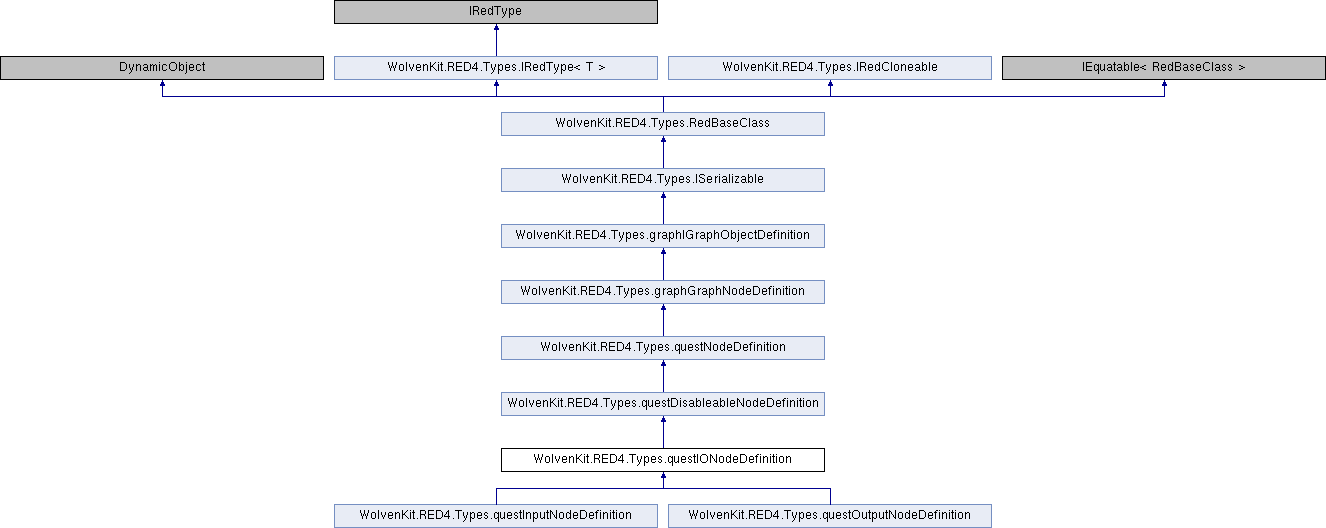 IRedType
DynamicObject
WolvenKit.RED4.Types.IRedType< T >
WolvenKit.RED4.Types.IRedCloneable
IEquatable< RedBaseClass >
WolvenKit.RED4.Types.RedBaseClass
WolvenKit.RED4.Types.ISerializable
WolvenKit.RED4.Types.graphIGraphObjectDefinition
WolvenKit.RED4.Types.graphGraphNodeDefinition
WolvenKit.RED4.Types.questNodeDefinition
WolvenKit.RED4.Types.questDisableableNodeDefinition
WolvenKit.RED4.Types.questIONodeDefinition
WolvenKit.RED4.Types.questInputNodeDefinition
WolvenKit.RED4.Types.questOutputNodeDefinition